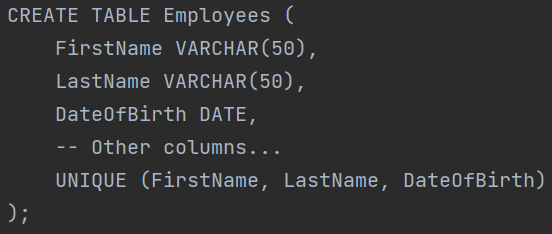 CREATE TABLE Employees (
    FirstName VARCHAR(50),
    LastName VARCHAR(50),
    DateOfBirth DATE,
    -- Other columns...
    UNIQUE (FirstName, LastName, DateOfBirth)
);